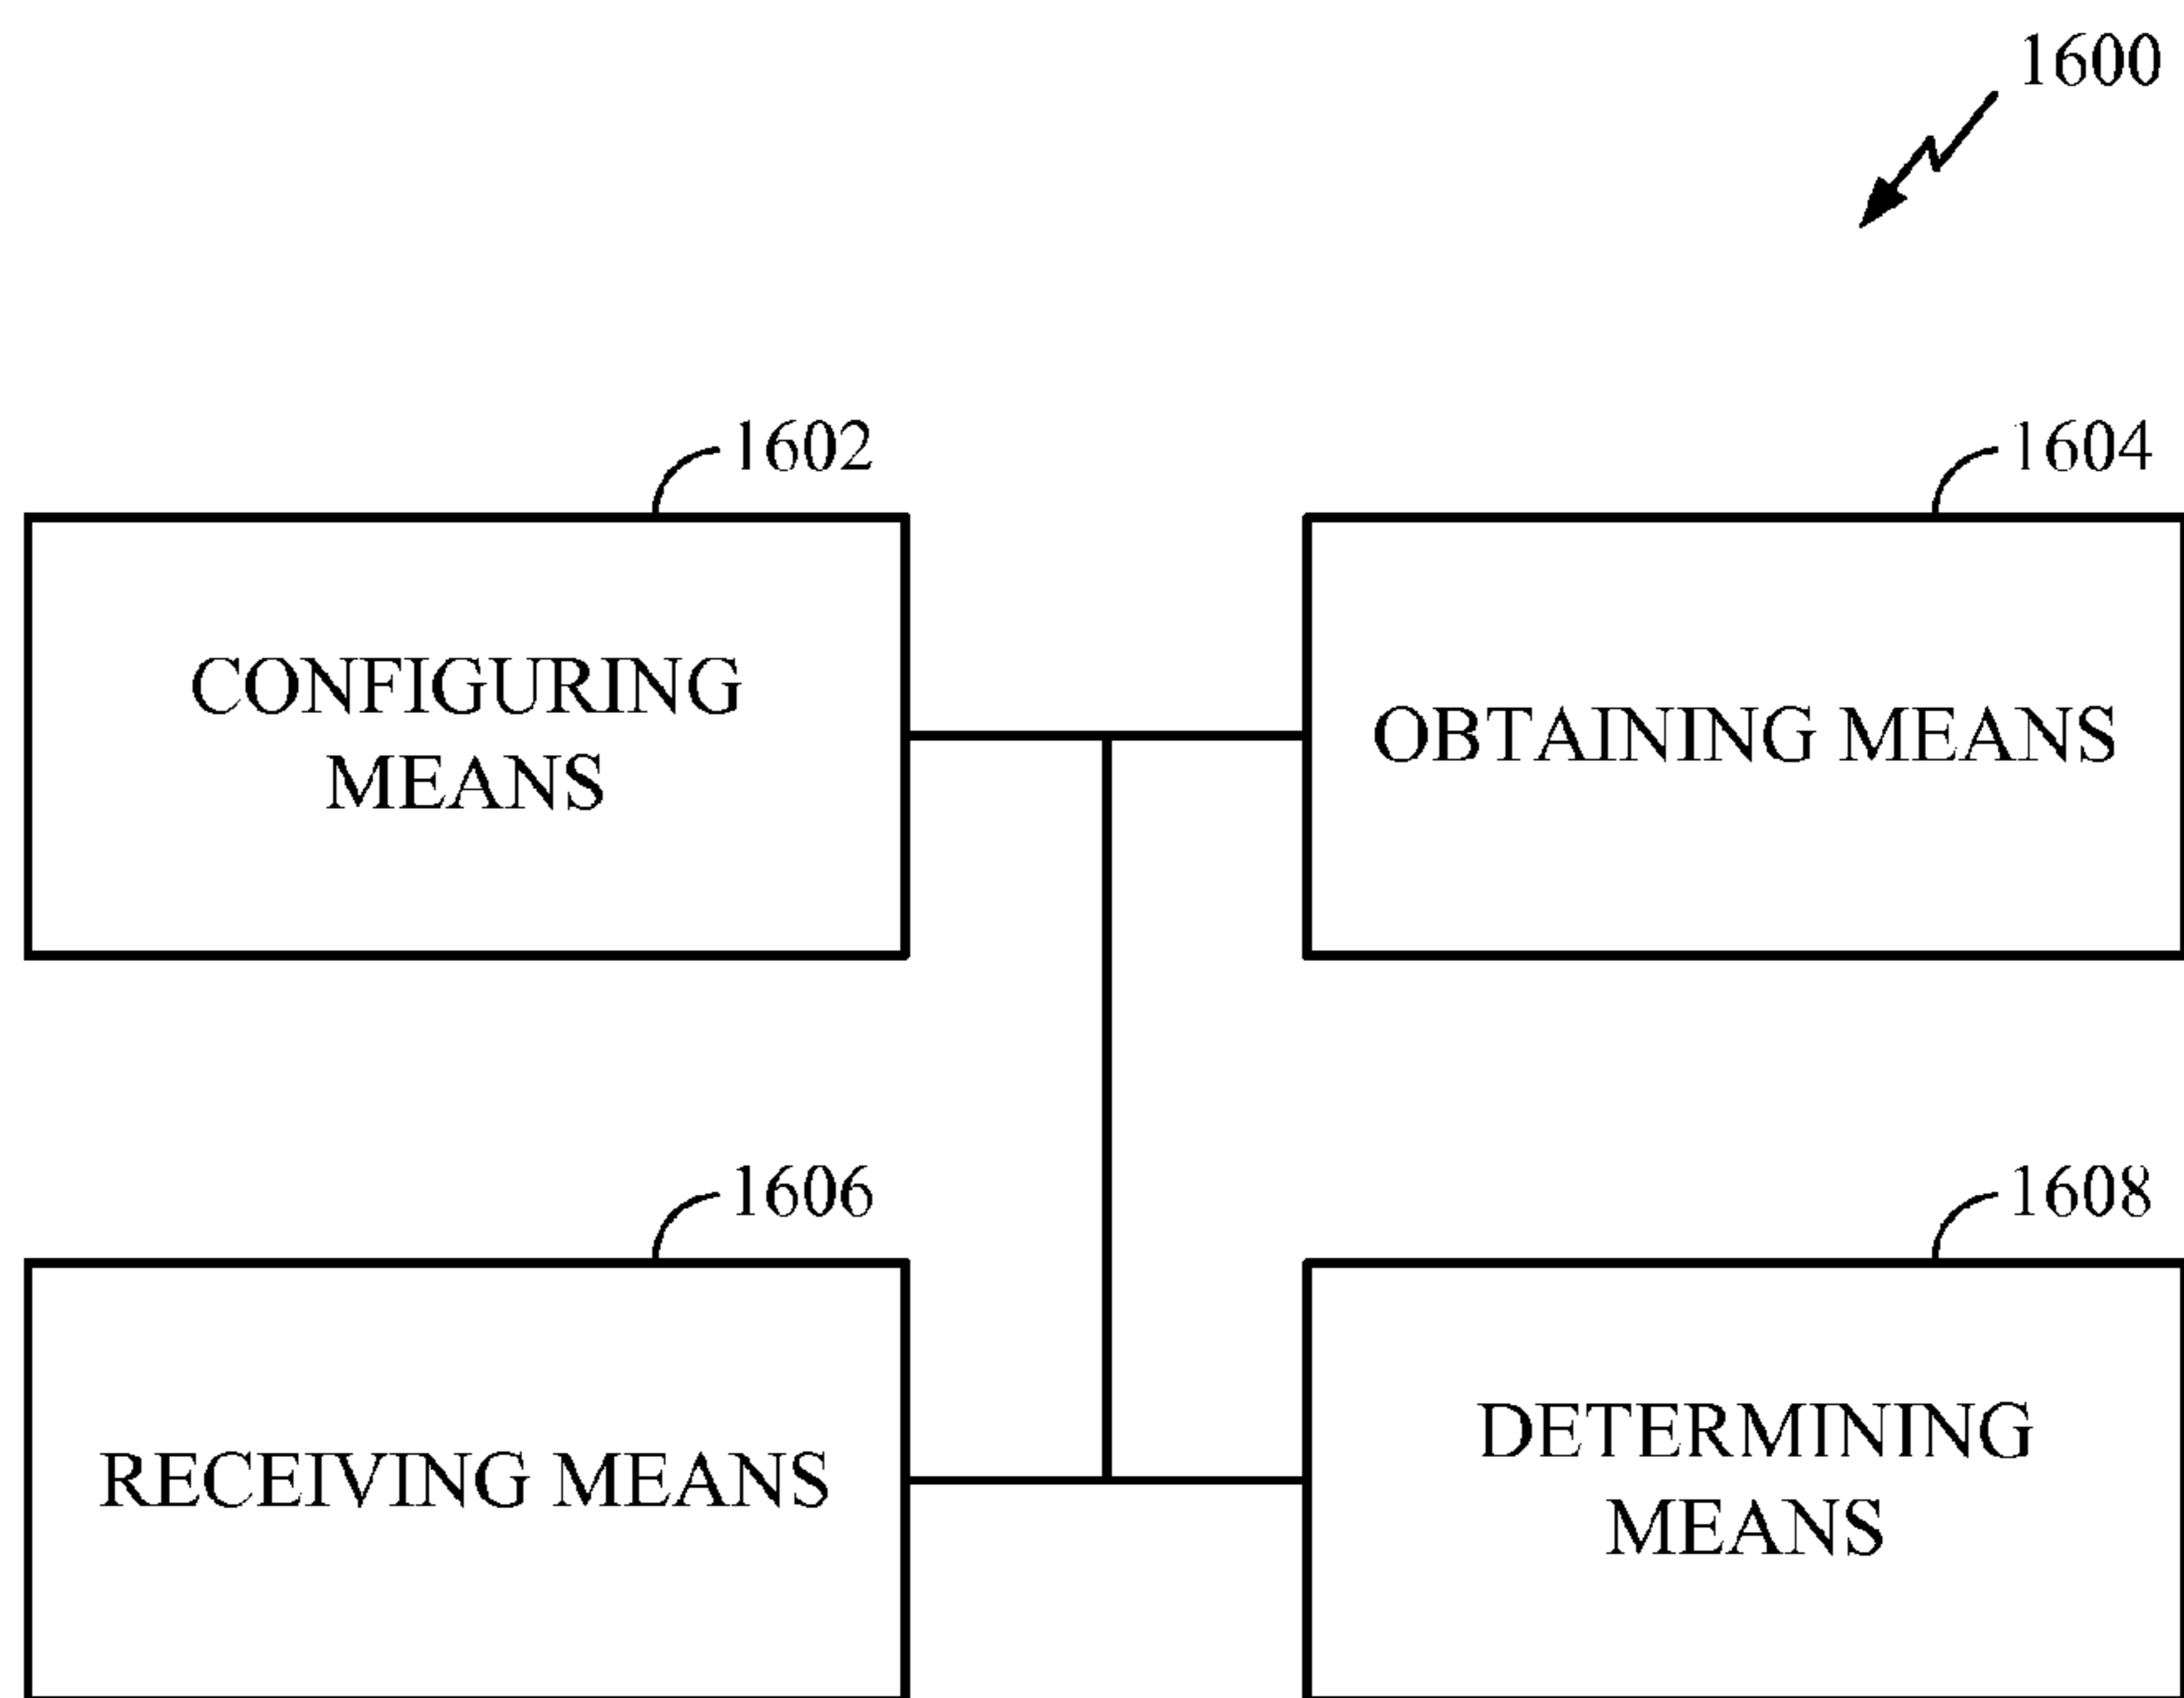 1600
1602
1604
CONFIGURING
MEANS
OBTAINING MEANS
1606
1608
RECEIVING MEANS
DETERMINING
MEANS